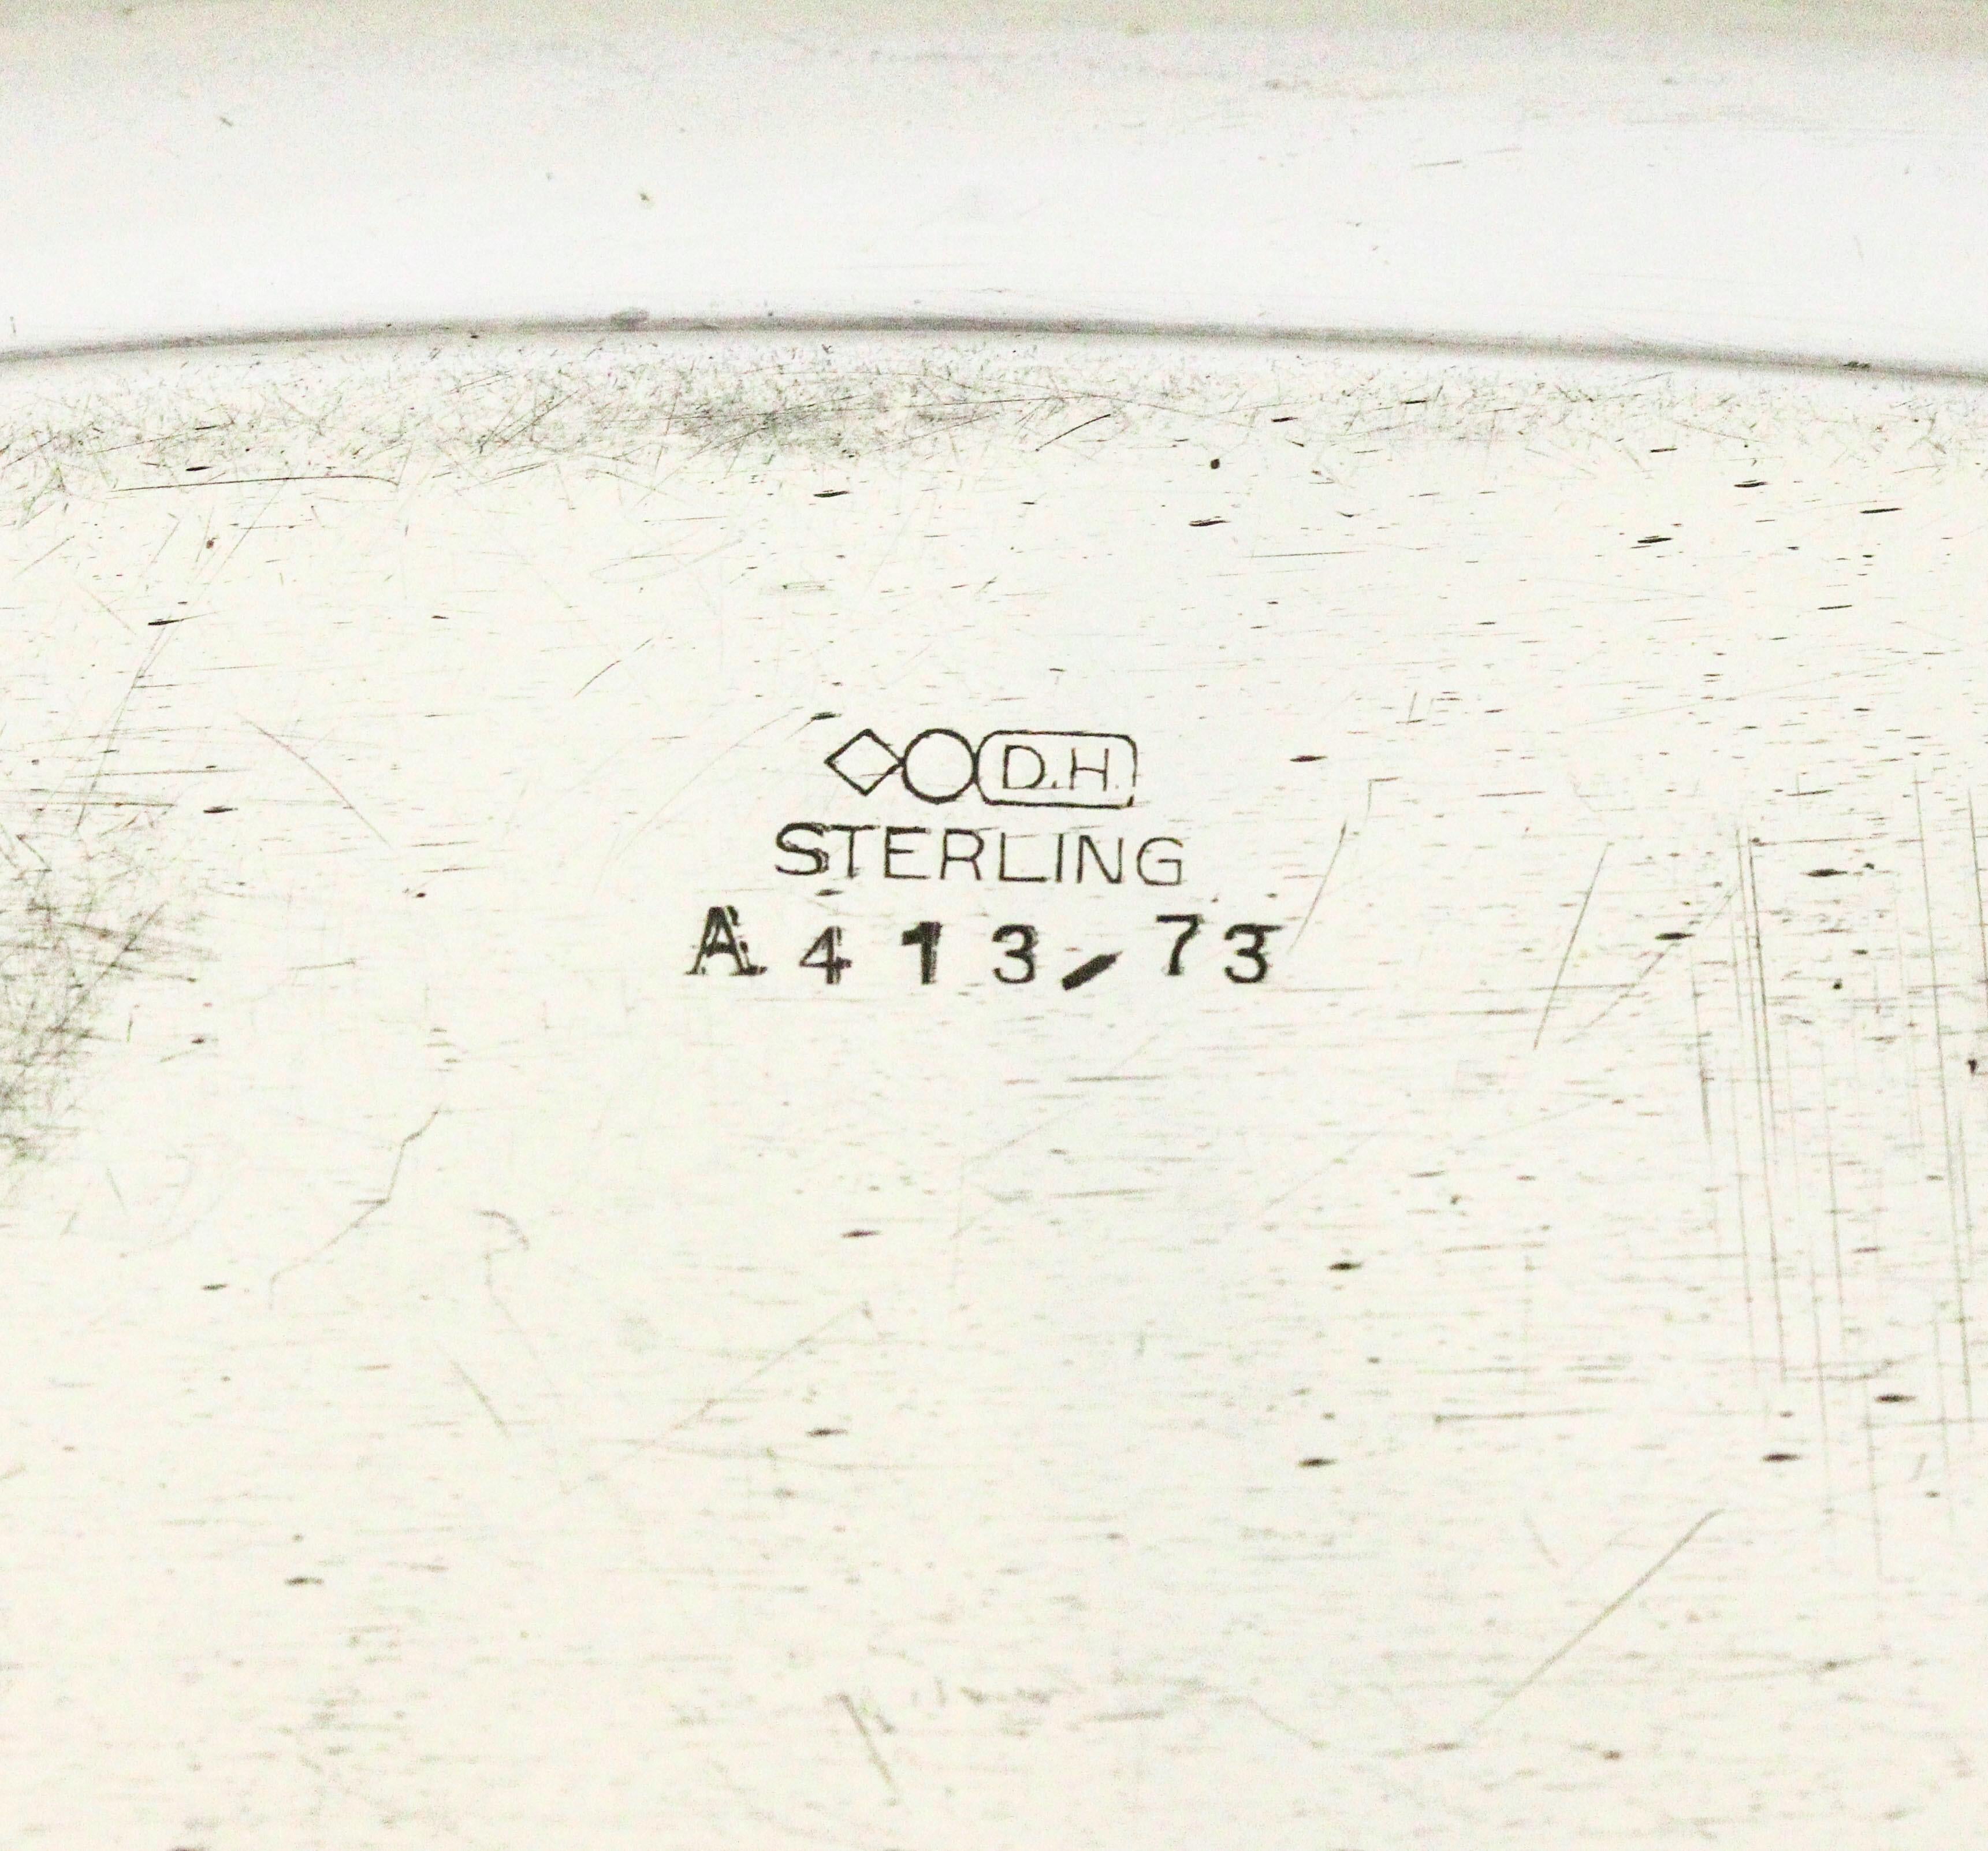 D.H.
STERLING
A 413/73